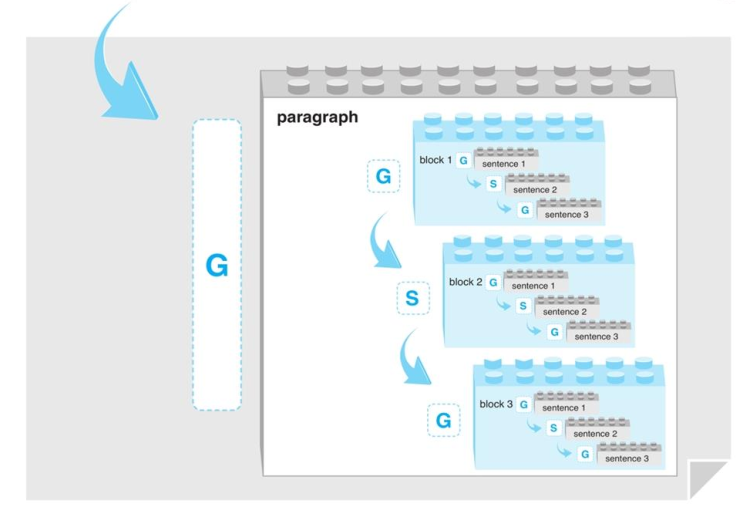 paragraph
G
G
block 1 G sentence 1
S sentence 2
G sentence 3
S
block 2 G sentence 1
S sentence 2
G sentence 3
G
block 3 G sentence 1
S sentence 2
G sentence 3